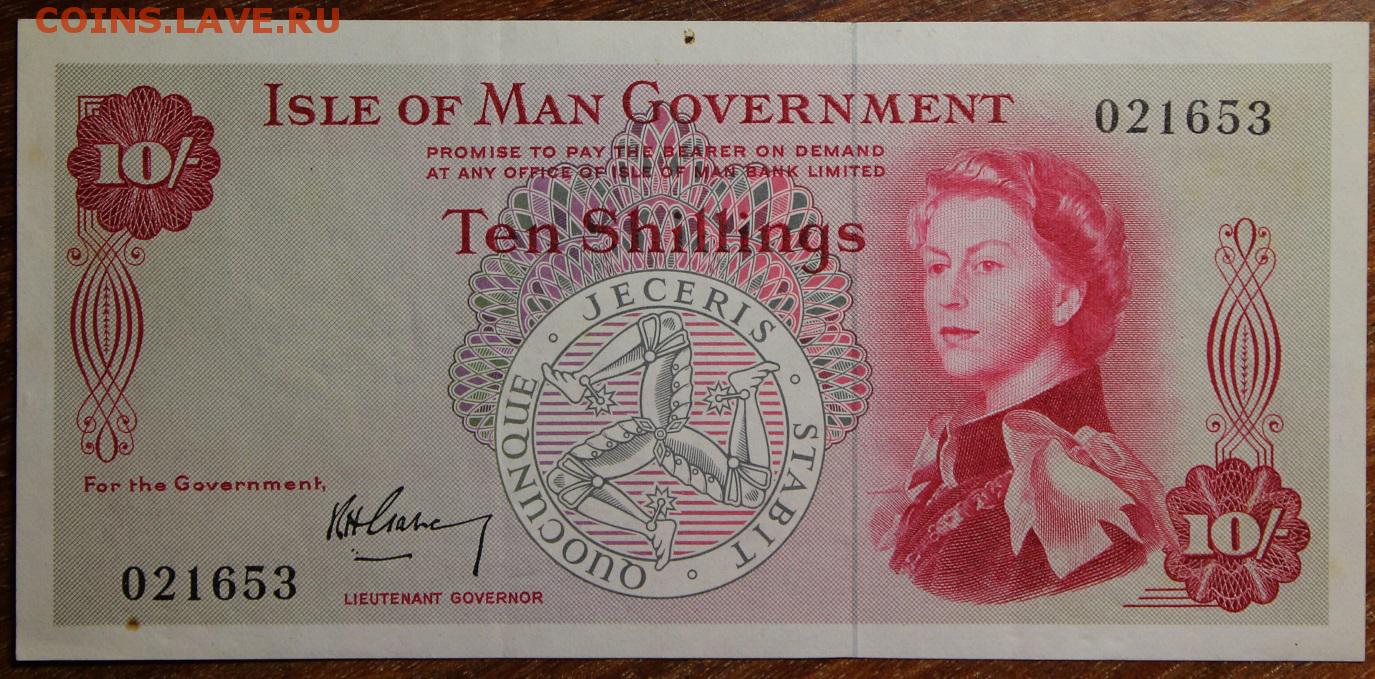 COINS.LAVE.RU
ISLE OF MAN GOVERNMENT
021653
10/-
PROMISE TO PAY THE BEARER ON DEMAND
AT ANY OFFICE OF ISLE OF MAN BANK LIMITED
Ten Shillings
QUOCUNQUE · JECERIS · STABIT ·
For the Government,
LIEUTENANT GOVERNOR
021653
10/-